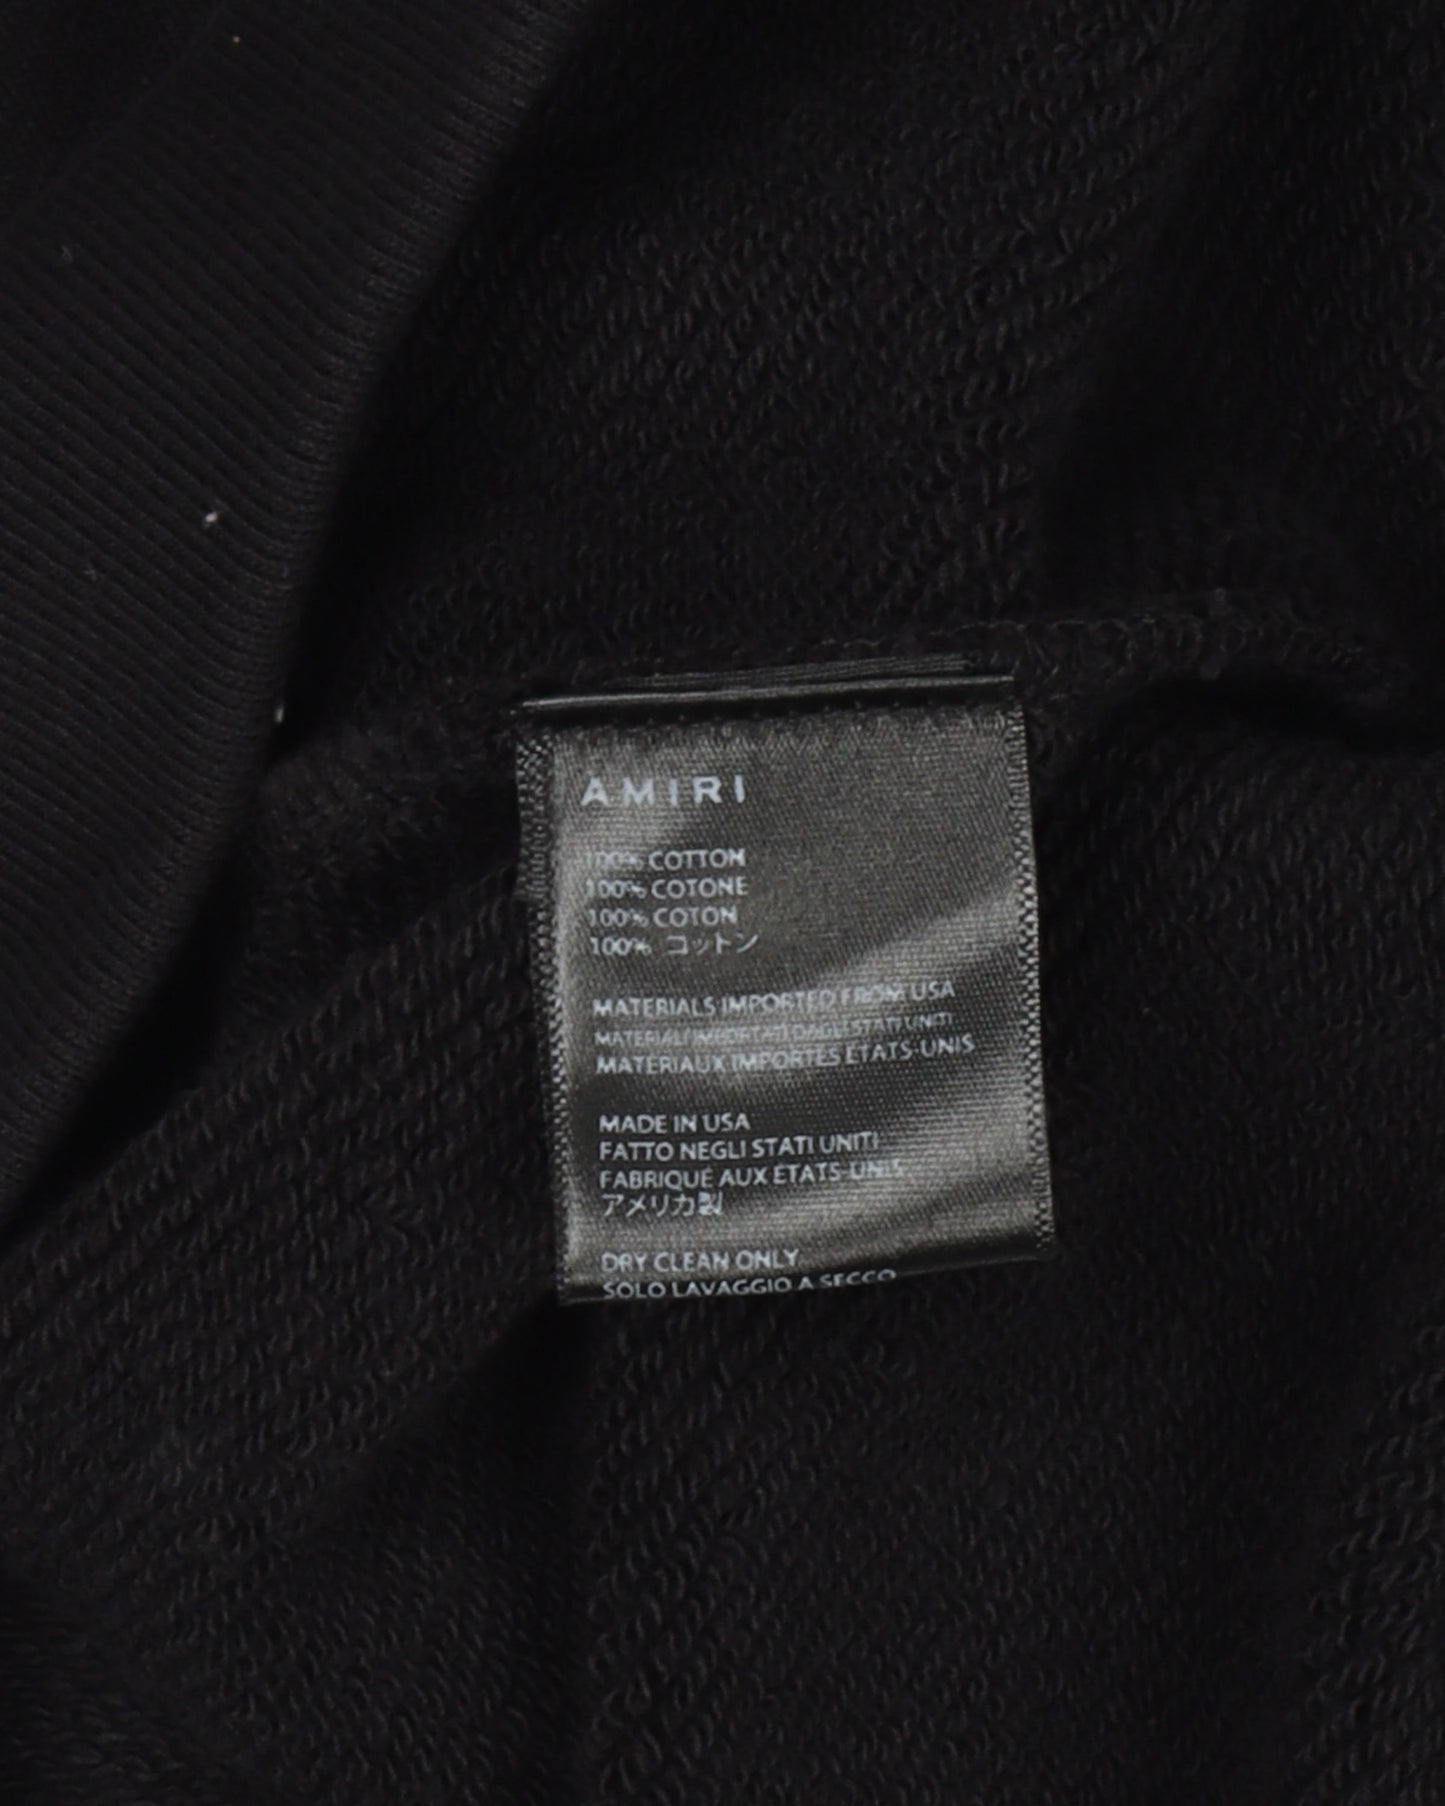 AMIRI
100% COTTON
100% COTONE
100% COTON
100% コットン
MATERIALS IMPORTED FROM USA
MATERIALI IMPORTATI DAGLI STATI UNITI
MATERIAUX IMPORTÉS ETATS-UNIS
MADE IN USA
FATTO NEGLI STATI UNITI
FABRIQUÉ AUX ETATS-UNIS
アメリカ製
DRY CLEAN ONLY
SOLO LAVAGGIO A SECCO